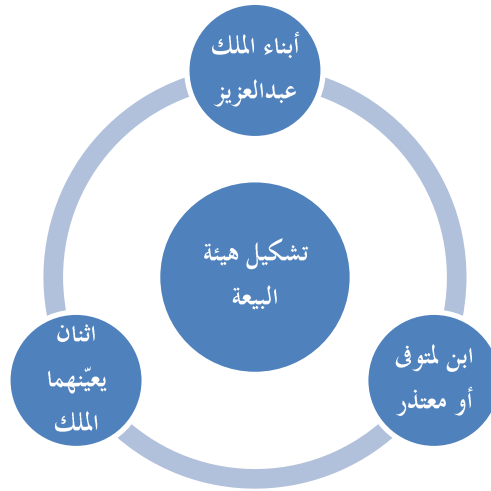 أبناء الملك
عبدالعزيز
تشكيل هيئة
البيعة
ابن لمتوفى
أو معتذر
اثنان
يعيّنهما
الملك